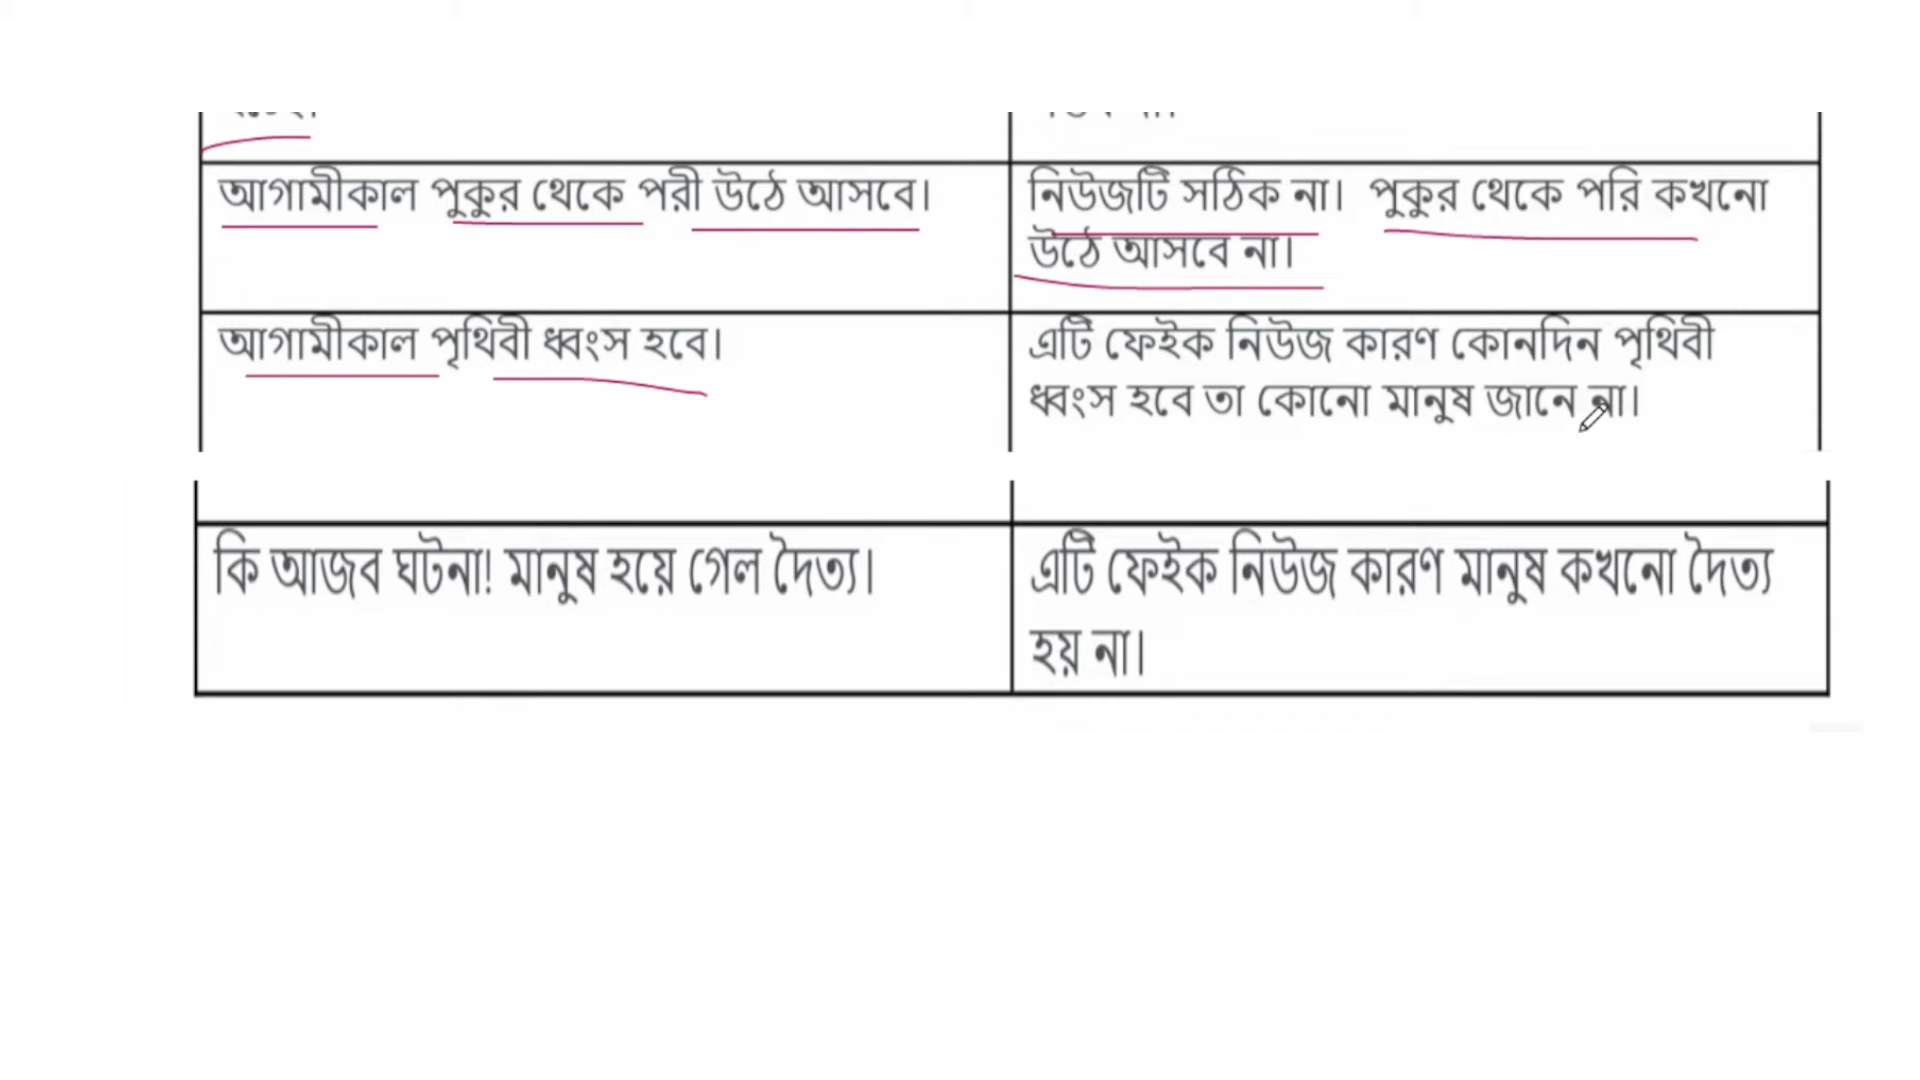 আগামীকাল পুকুর থেকে পরী উঠে আসবে।
নিউজটি সঠিক না। পুকুর থেকে পরি কখনো
উঠে আসবে না।
আগামীকাল পৃথিবী ধ্বংস হবে।
এটি ফেইক নিউজ কারণ কোনদিন পৃথিবী
ধ্বংস হবে তা কোনো মানুষ জানে না।
কি আজব ঘটনা! মানুষ হয়ে গেল দৈত্য।
এটি ফেইক নিউজ কারণ মানুষ কখনো দৈত্য
হয় না।